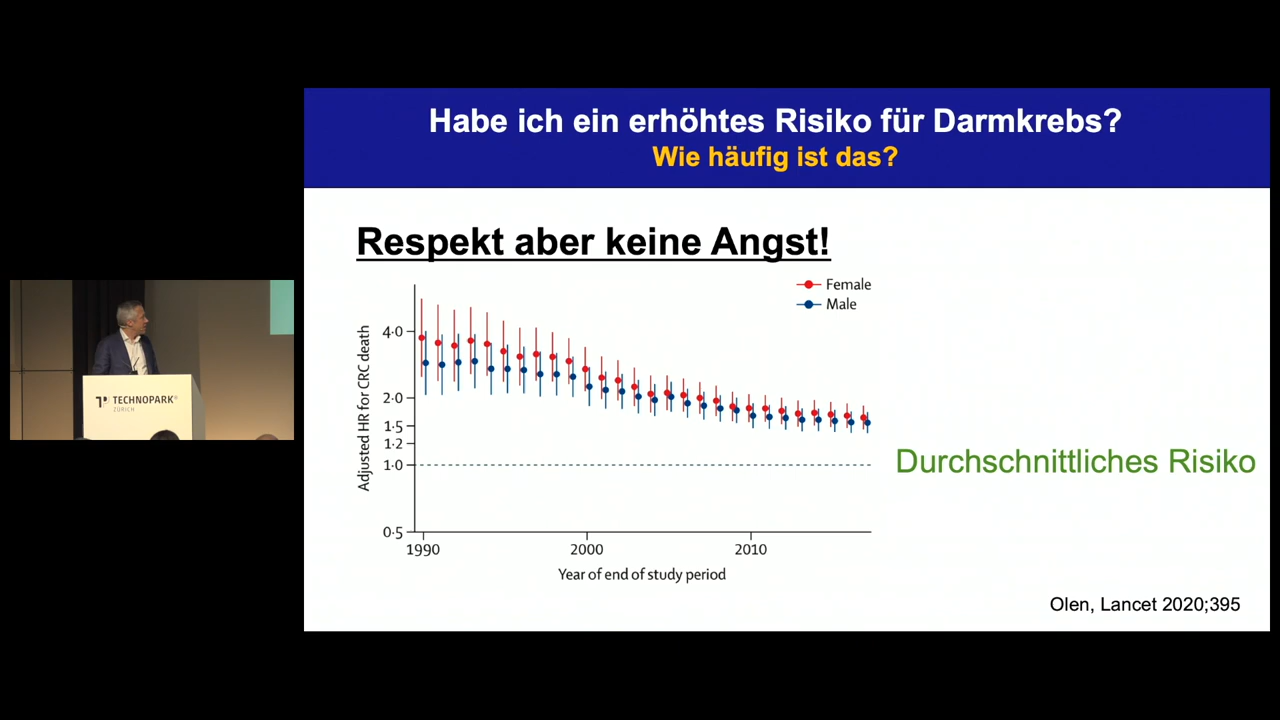 Habe ich ein erhöhtes Risiko für Darmkrebs?
Wie häufig ist das?
Respekt aber keine Angst!
Female
Male
Adjusted HR for CRC death
4·0
2·0
1·5
1·2
1·0
0·5
1990
2000
2010
Year of end of study period
Durchschnittliches Risiko
Olen, Lancet 2020;395
TECHNOPARK®
ZÜRICH